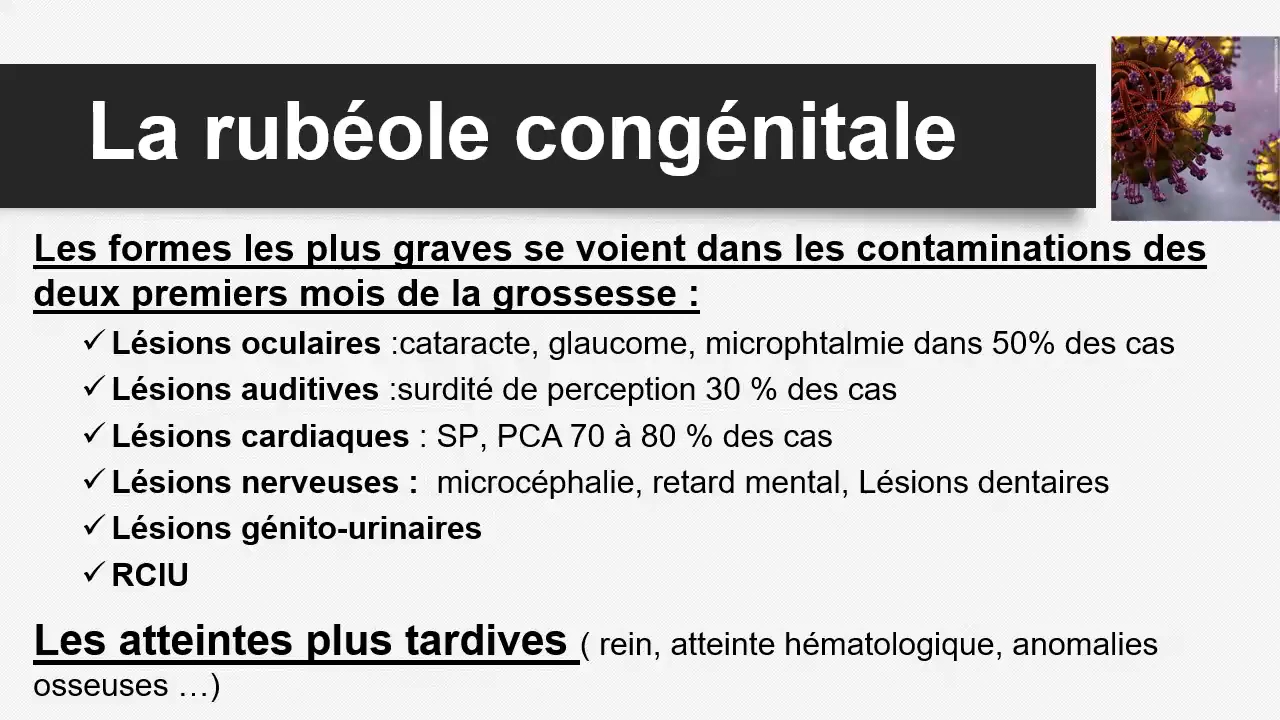 La rubéole congénitale
Les formes les plus graves se voient dans les contaminations des
deux premiers mois de la grossesse :
✓ Lésions oculaires :cataracte, glaucome, microphtalmie dans 50% des cas
✓ Lésions auditives :surdité de perception 30 % des cas
✓ Lésions cardiaques : SP, PCA 70 à 80 % des cas
✓ Lésions nerveuses : microcéphalie, retard mental, Lésions dentaires
✓ Lésions génito-urinaires
✓ RCIU
Les atteintes plus tardives ( rein, atteinte hématologique, anomalies
osseuses …)